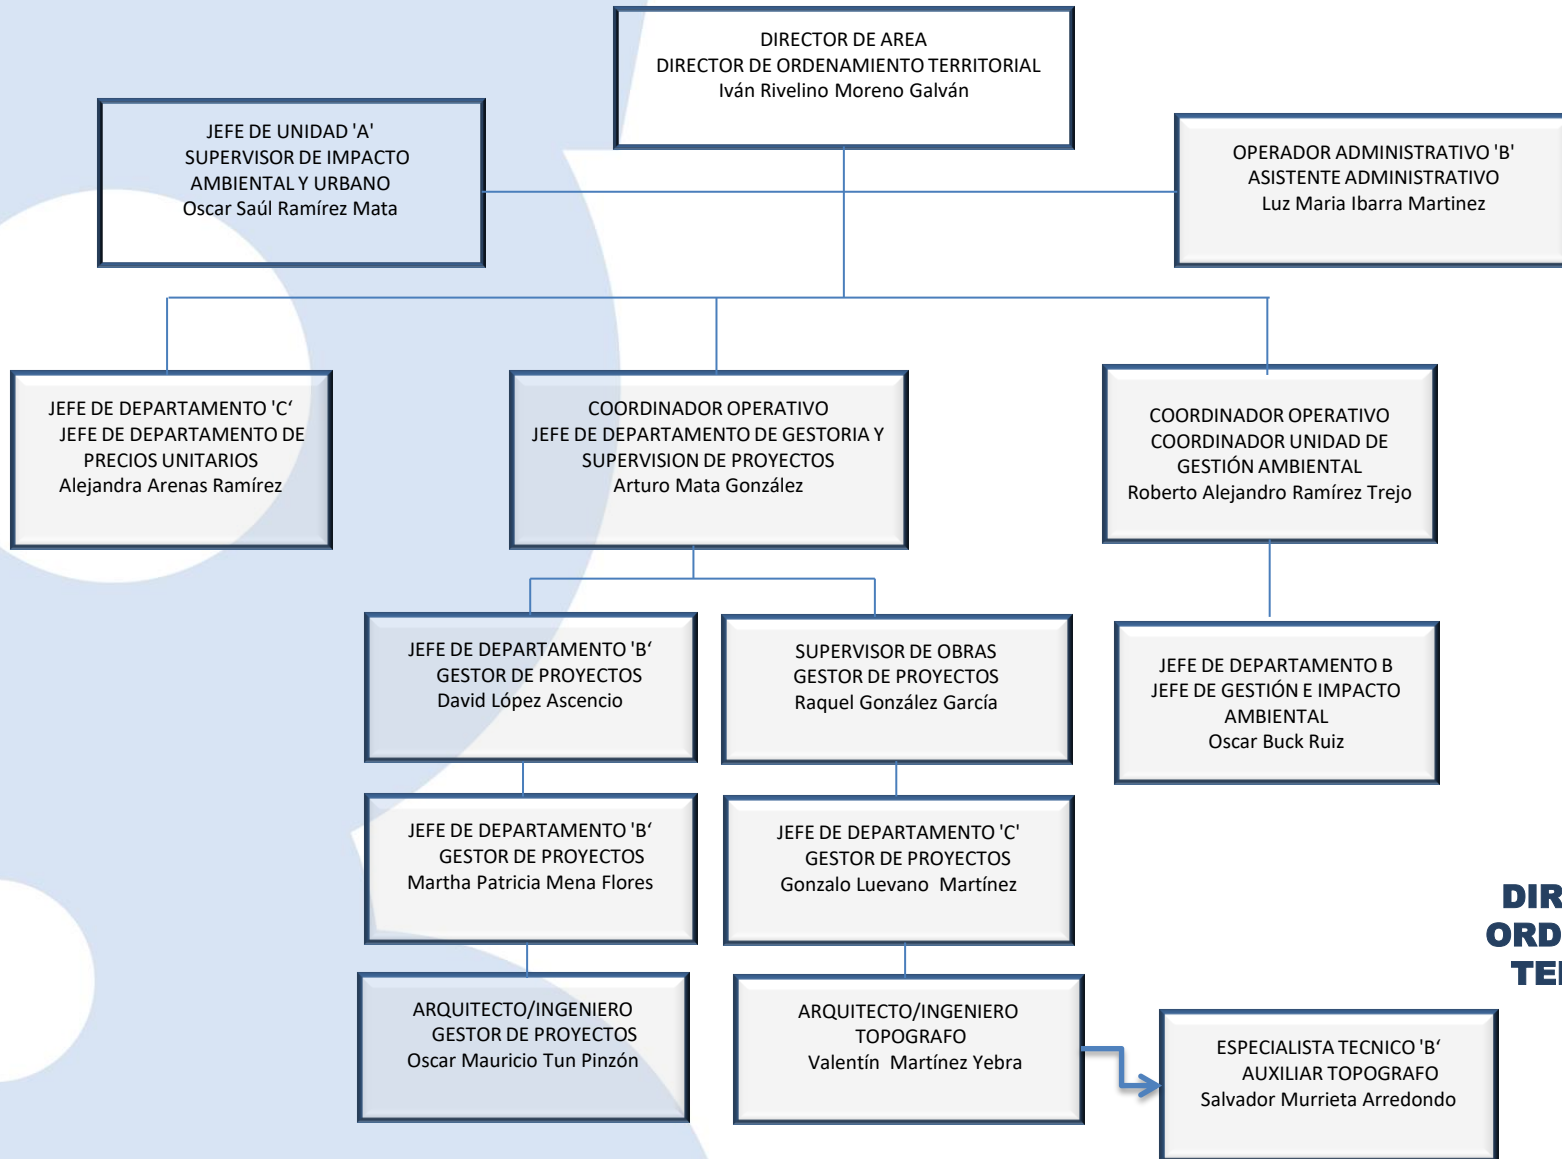 DIRECTOR DE AREA
DIRECTOR DE ORDENAMIENTO TERRITORIAL
Iván Rivelino Moreno Galván
JEFE DE UNIDAD 'A'
SUPERVISOR DE IMPACTO
AMBIENTAL Y URBANO
Oscar Saúl Ramírez Mata
OPERADOR ADMINISTRATIVO 'B'
ASISTENTE ADMINISTRATIVO
Luz Maria Ibarra Martinez
JEFE DE DEPARTAMENTO 'C‘
JEFE DE DEPARTAMENTO DE
PRECIOS UNITARIOS
Alejandra Arenas Ramírez
COORDINADOR OPERATIVO
JEFE DE DEPARTAMENTO DE GESTORIA Y
SUPERVISION DE PROYECTOS
Arturo Mata González
COORDINADOR OPERATIVO
COORDINADOR UNIDAD DE
GESTIÓN AMBIENTAL
Roberto Alejandro Ramírez Trejo
JEFE DE DEPARTAMENTO 'B‘
GESTOR DE PROYECTOS
David López Ascencio
SUPERVISOR DE OBRAS
GESTOR DE PROYECTOS
Raquel González García
JEFE DE DEPARTAMENTO B
JEFE DE GESTIÓN E IMPACTO
AMBIENTAL
Oscar Buck Ruiz
JEFE DE DEPARTAMENTO 'B‘
GESTOR DE PROYECTOS
Martha Patricia Mena Flores
JEFE DE DEPARTAMENTO 'C'
GESTOR DE PROYECTOS
Gonzalo Luevano  Martínez
ARQUITECTO/INGENIERO
GESTOR DE PROYECTOS
Oscar Mauricio Tun Pinzón
ARQUITECTO/INGENIERO
TOPOGRAFO
Valentín  Martínez Yebra
ESPECIALISTA TECNICO 'B‘
AUXILIAR TOPOGRAFO
Salvador Murrieta Arredondo
DIR
ORD